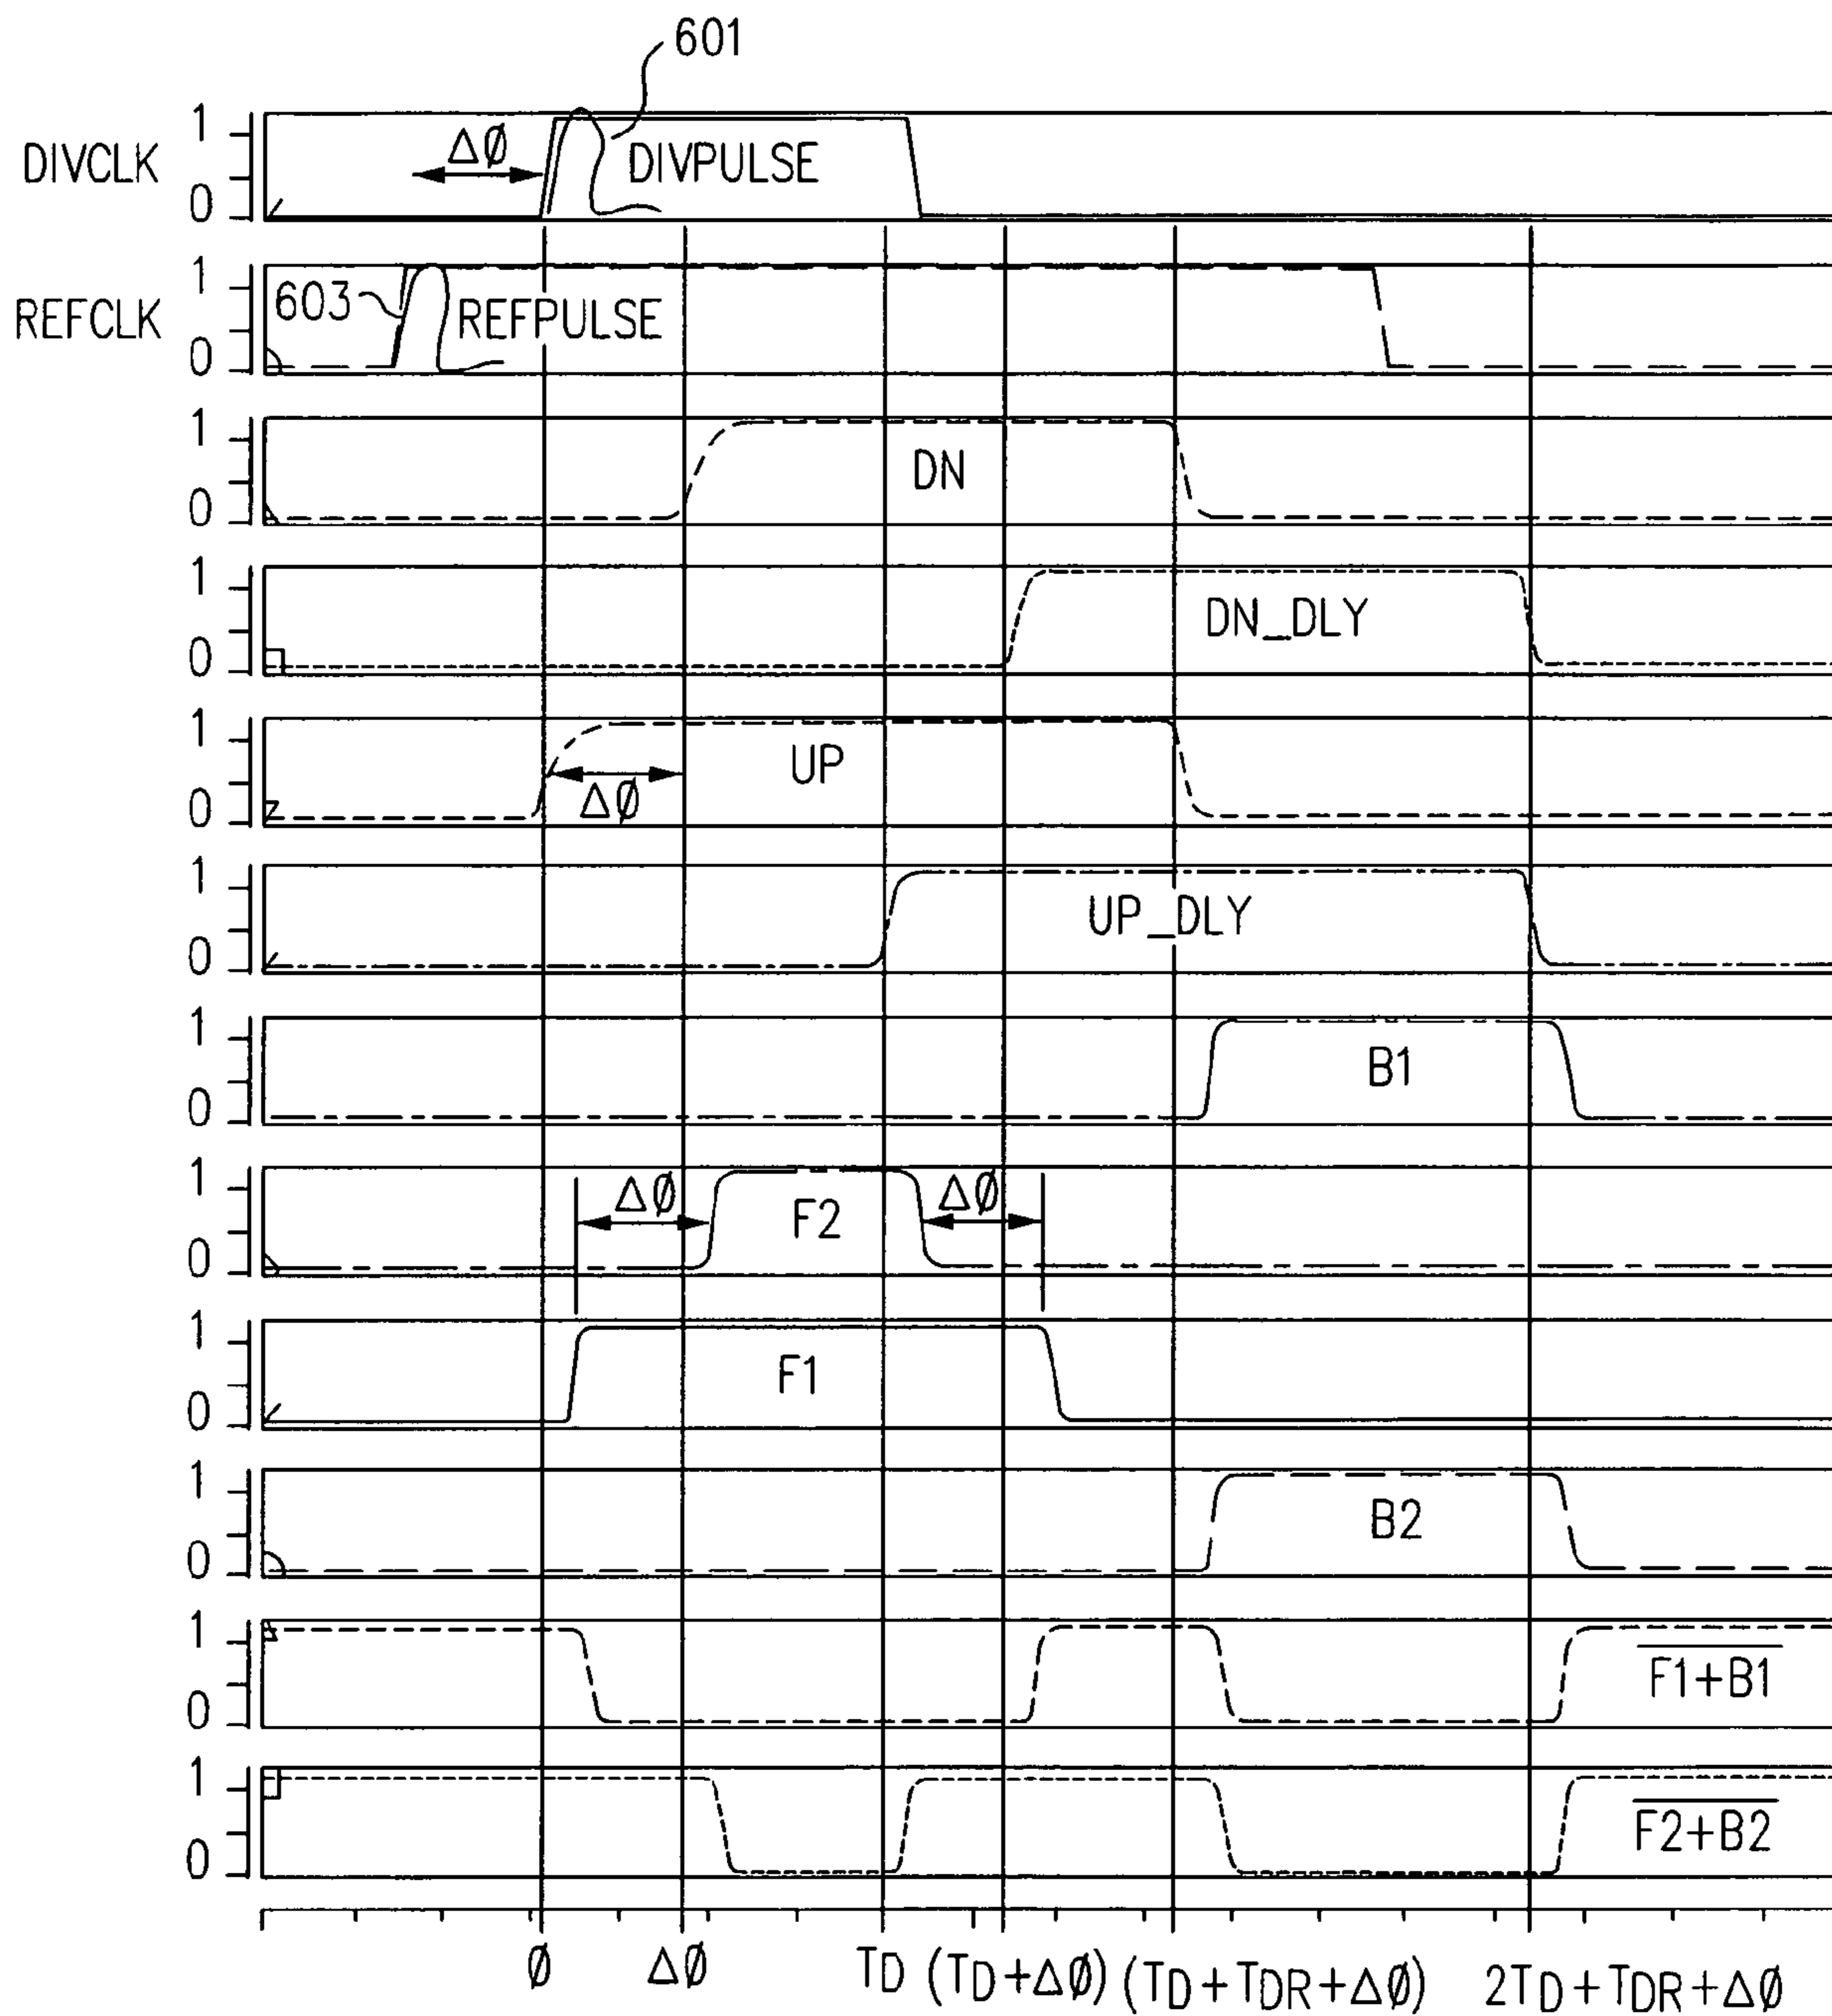 601
1
DIVCLK
Δø
DIVPULSE
0
1
REFCLK
603
REFPULSE
0
1
DN
0
1
DN_DLY
0
1
UP
Δø
0
1
UP_DLY
0
1
B1
0
1
Δø
F2
Δø
0
1
F1
0
1
B2
0
1
F1+B1
0
1
F2+B2
0
ø Δø TD (TD+Δø) (TD+TDR+Δø) 2TD+TDR+Δø